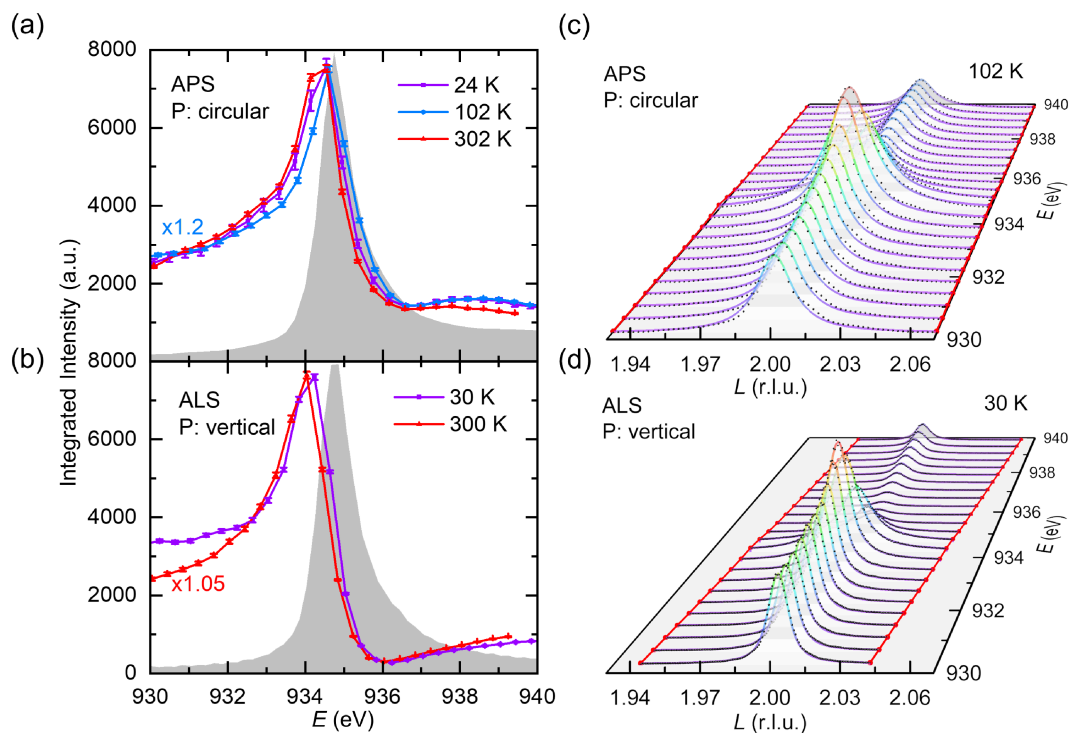 (a)
8000
6000
4000
2000
8000
6000
4000
2000
0
Integrated Intensity (a.u.)
APS
P: circular
24 K
102 K
302 K
x1.2
(b)
ALS
P: vertical
30 K
300 K
x1.05
930
932
934
936
938
940
E (eV)
(c)
APS
P: circular
102 K
940
938
936
934
932
930
E (eV)
1.94
1.97
2.00
2.03
2.06
L (r.l.u.)
(d)
ALS
P: vertical
30 K
940
938
936
934
932
930
E (eV)
1.94
1.97
2.00
2.03
2.06
L (r.l.u.)